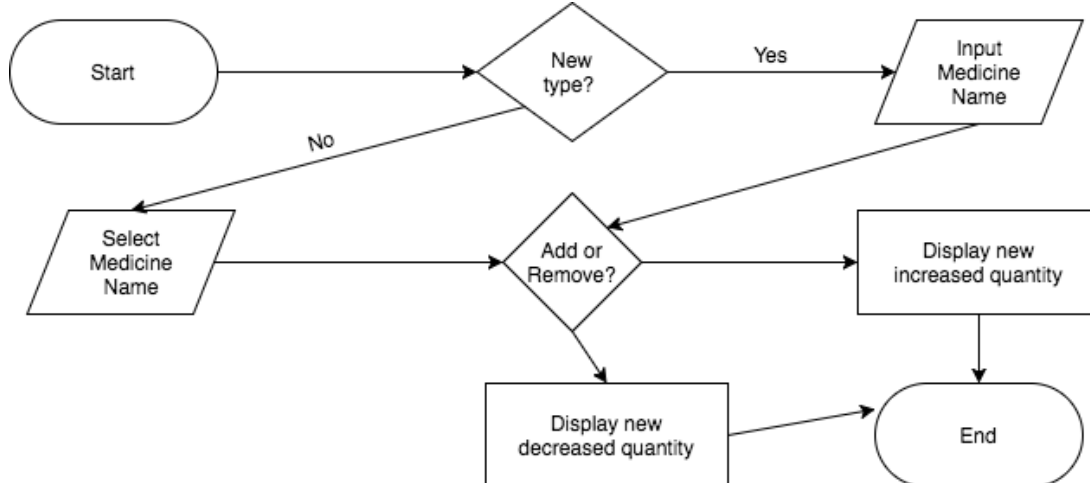 Start
New
type?
Yes
Input
Medicine
Name
No
Select
Medicine
Name
Add or
Remove?
Display new
increased quantity
Display new
decreased quantity
End